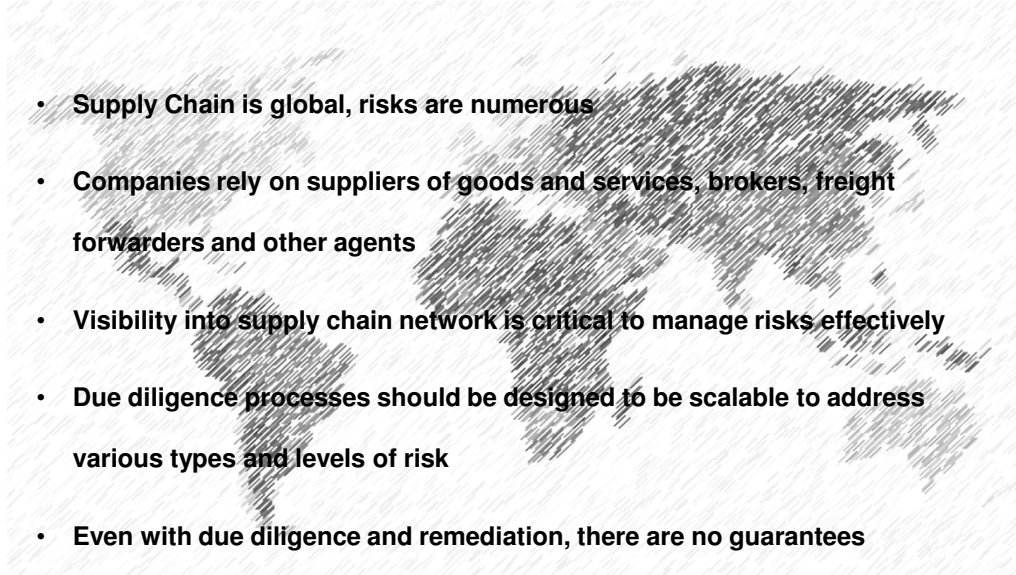 • Supply Chain is global, risks are numerous
• Companies rely on suppliers of goods and services, brokers, freight
forwarders and other agents
• Visibility into supply chain network is critical to manage risks effectively
• Due diligence processes should be designed to be scalable to address
various types and levels of risk
• Even with due diligence and remediation, there are no guarantees